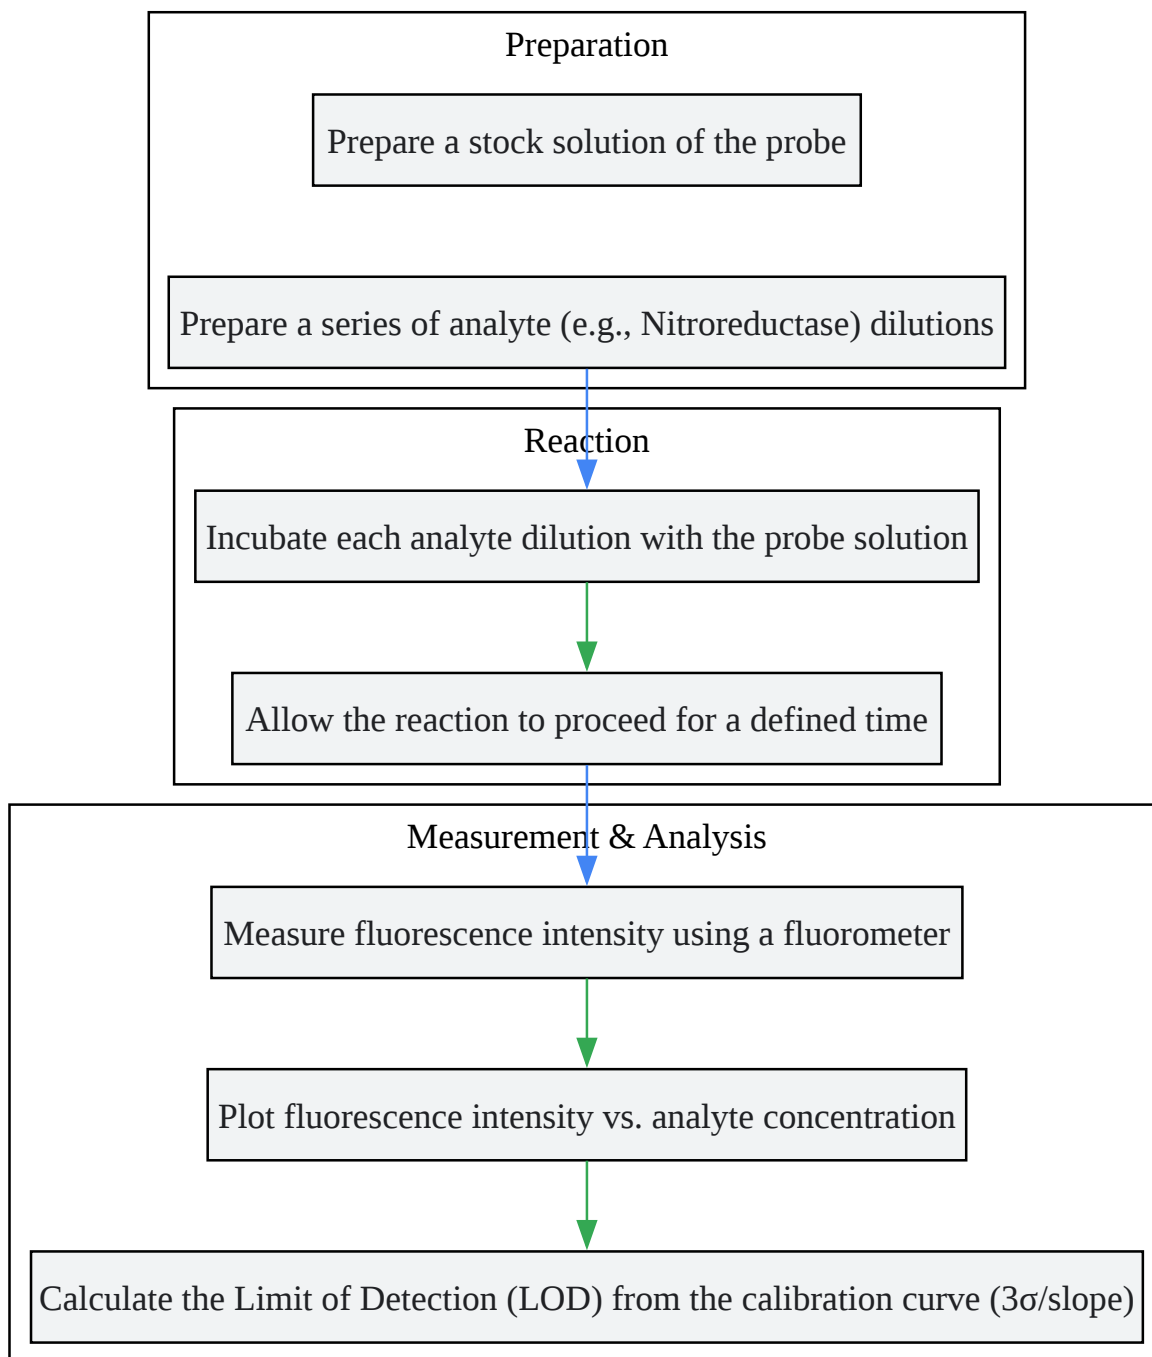 Preparation
Prepare a stock solution of the probe
Prepare a series of analyte (e.g., Nitroreductase) dilutions
Reaction
Incubate each analyte dilution with the probe solution
Allow the reaction to proceed for a defined time
Measurement & Analysis
Measure fluorescence intensity using a fluorometer
Plot fluorescence intensity vs. analyte concentration
Calculate the Limit of Detection (LOD) from the calibration curve (3σ/slope)